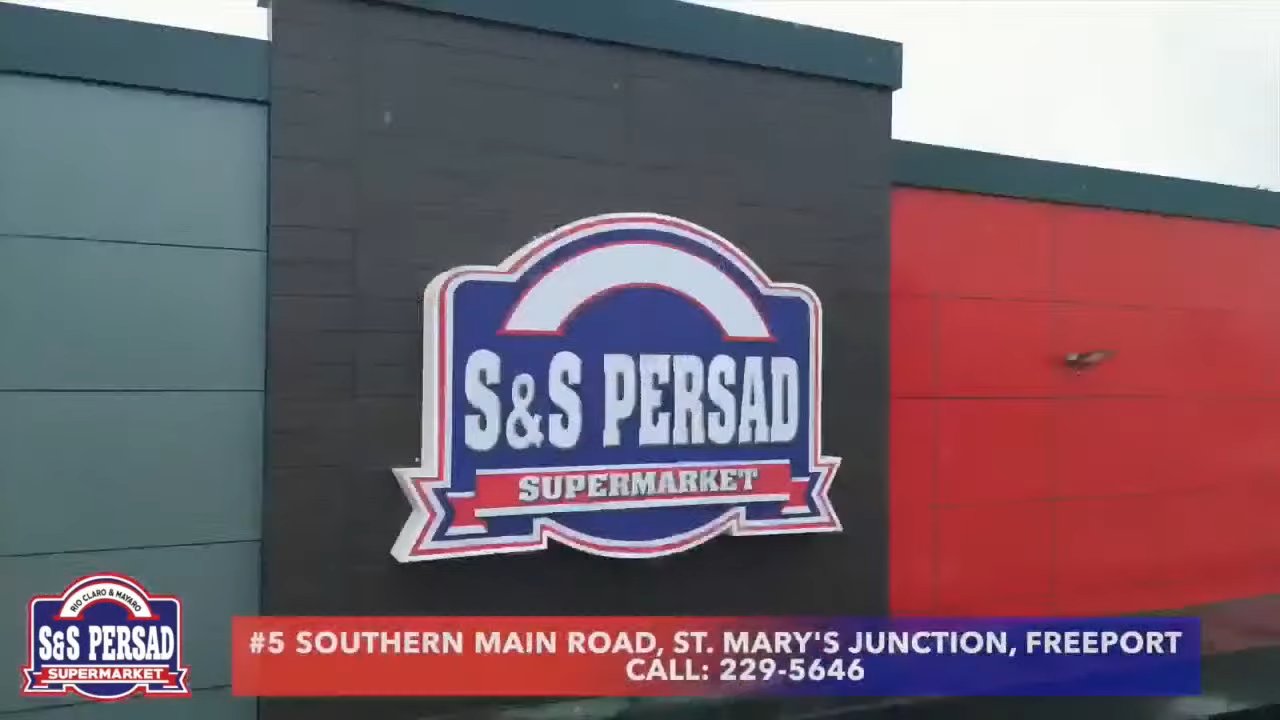 S&S PERSAD
SUPERMARKET
RIO CLARO & MAYARO
S&S PERSAD
SUPERMARKET
#5 SOUTHERN MAIN ROAD, ST. MARY'S JUNCTION, FREEPORT
CALL: 229-5646